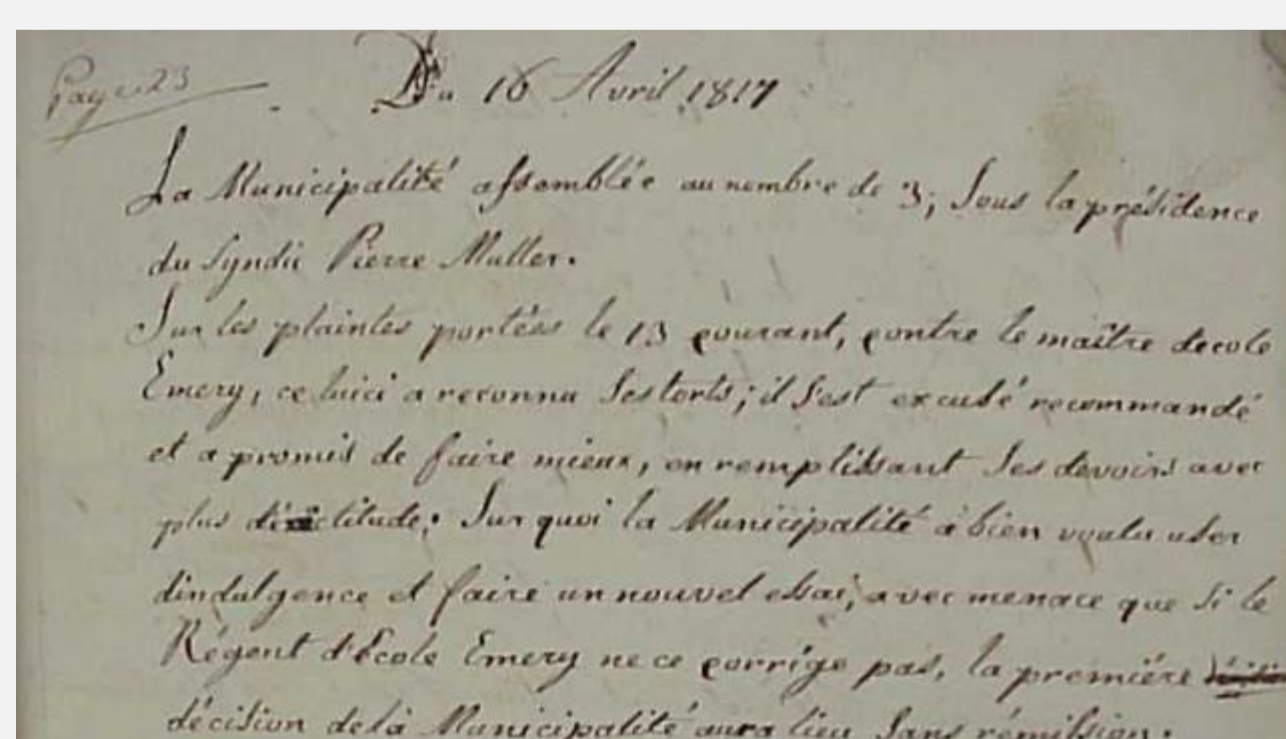 Page 23
Du 16 Avril 1817
La Municipalité assemblée au nombre de 3; Sous la présidence
du Syndic Pierre Muller.
Sur les plaintes portées le 13 courant, contre le maître decole
Emery, ce luici a reconnu Ses torts; il S'est excusé recommandé
et a promis de faire mieux, en remplissant Ses devoirs avec
plus dexactitude. Sur quoi la Municipalité a bien voulu user
dindulgence et faire un nouvel essai, avec menace que Si le
Régent d'Ecole Emery ne ce corrige pas, la première
décision de la Municipalité aura lieu Sans rémission.